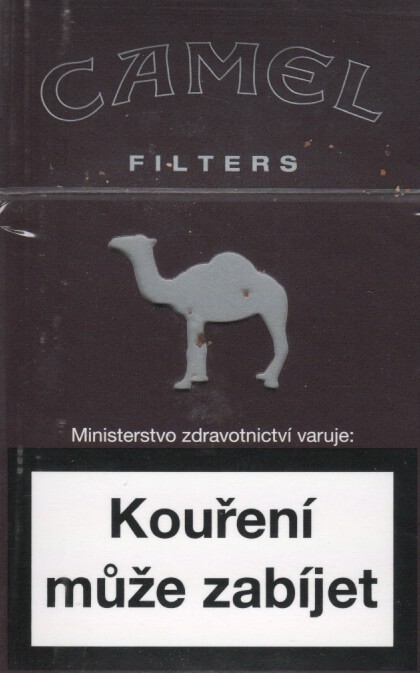 CAMEL
FILTERS
Ministerstvo zdravotnictví varuje:
Kouření
může zabíjet